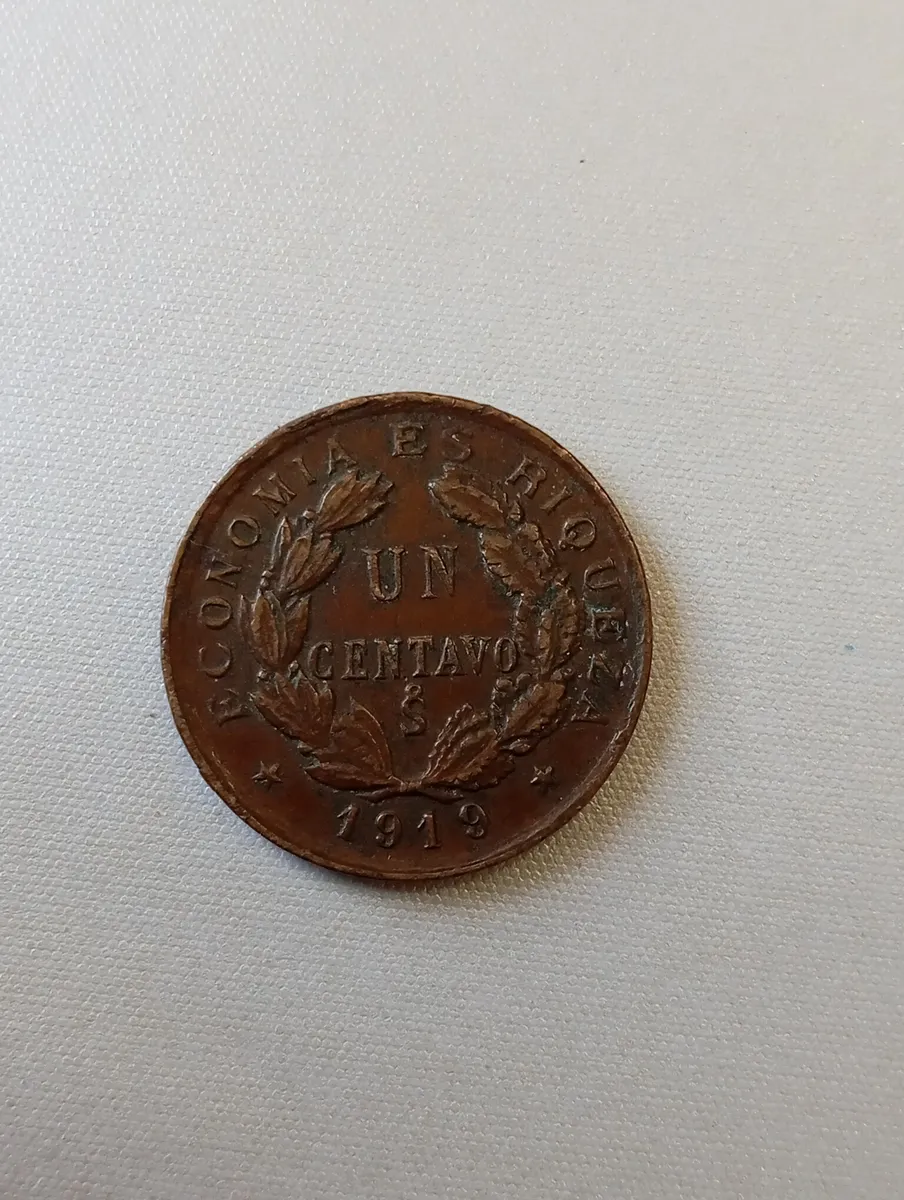 ECONOMIA ES RIQUEZA
UN
CENTAVO
S̊
1919